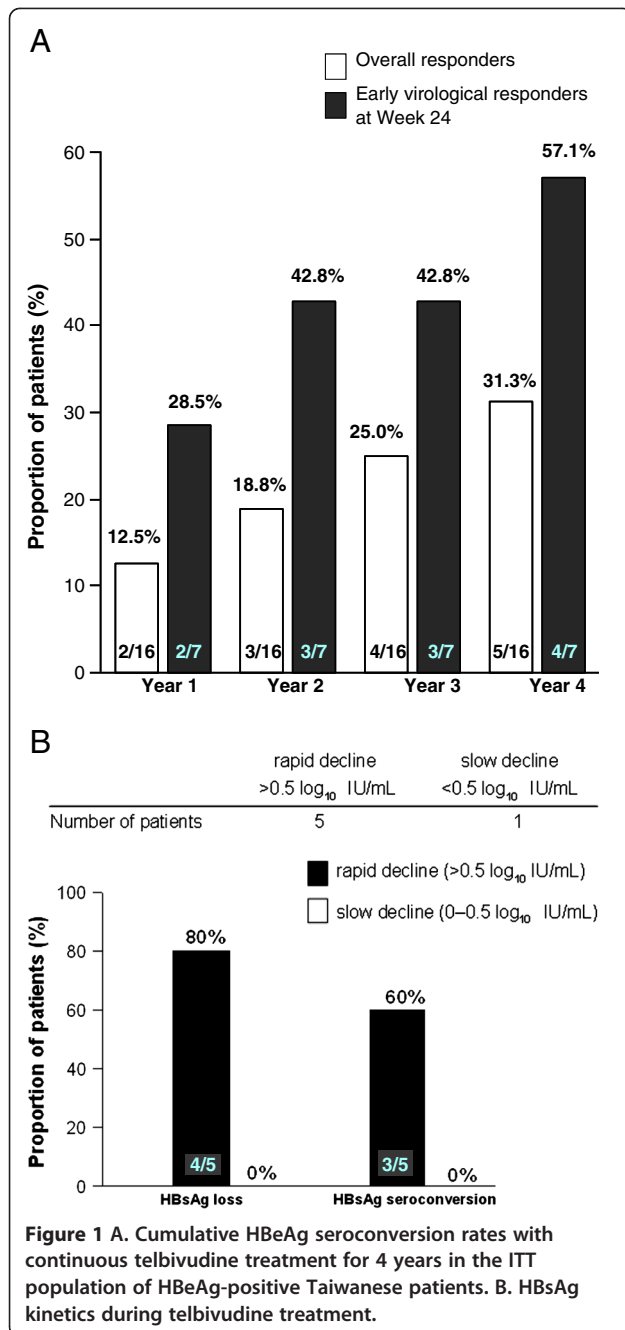 A
Overall responders
Early virological responders
at Week 24
Proportion of patients (%)
60
50
40
30
20
10
0
12.5%
28.5%
18.8%
42.8%
25.0%
42.8%
31.3%
57.1%
2/16 2/7 3/16 3/7 4/16 3/7 5/16 4/7
Year 1 Year 2 Year 3 Year 4
B
rapid decline slow decline
>0.5 log10 IU/mL <0.5 log10 IU/mL
Number of patients 5 1
rapid decline (>0.5 log10 IU/mL)
slow decline (0–0.5 log10 IU/mL)
Proportion of patients (%)
100
80
60
40
20
0
80%
60%
4/5 0% 3/5 0%
HBsAg loss HBsAg seroconversion
Figure 1 A. Cumulative HBeAg seroconversion rates with
continuous telbivudine treatment for 4 years in the ITT
population of HBeAg-positive Taiwanese patients. B. HBsAg
kinetics during telbivudine treatment.